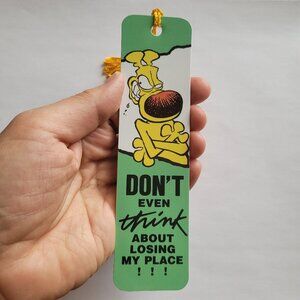 DON'T
EVEN
think
ABOUT
LOSING
MY PLACE
! ! !